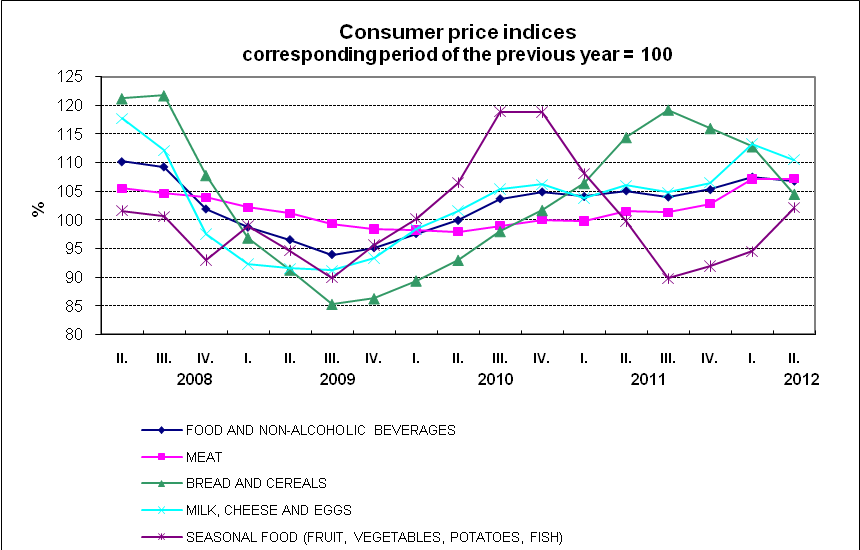 Consumer price indices
corresponding period of the previous year = 100
125
120
115
110
105
100
95
90
85
80
%
II. III. IV. I. II. III. IV. I. II. III. IV. I. II. III. IV. I. II.
2008 2009 2010 2011 2012
FOOD AND NON-ALCOHOLIC BEVERAGES
MEAT
BREAD AND CEREALS
MILK, CHEESE AND EGGS
SEASONAL FOOD (FRUIT, VEGETABLES, POTATOES, FISH)